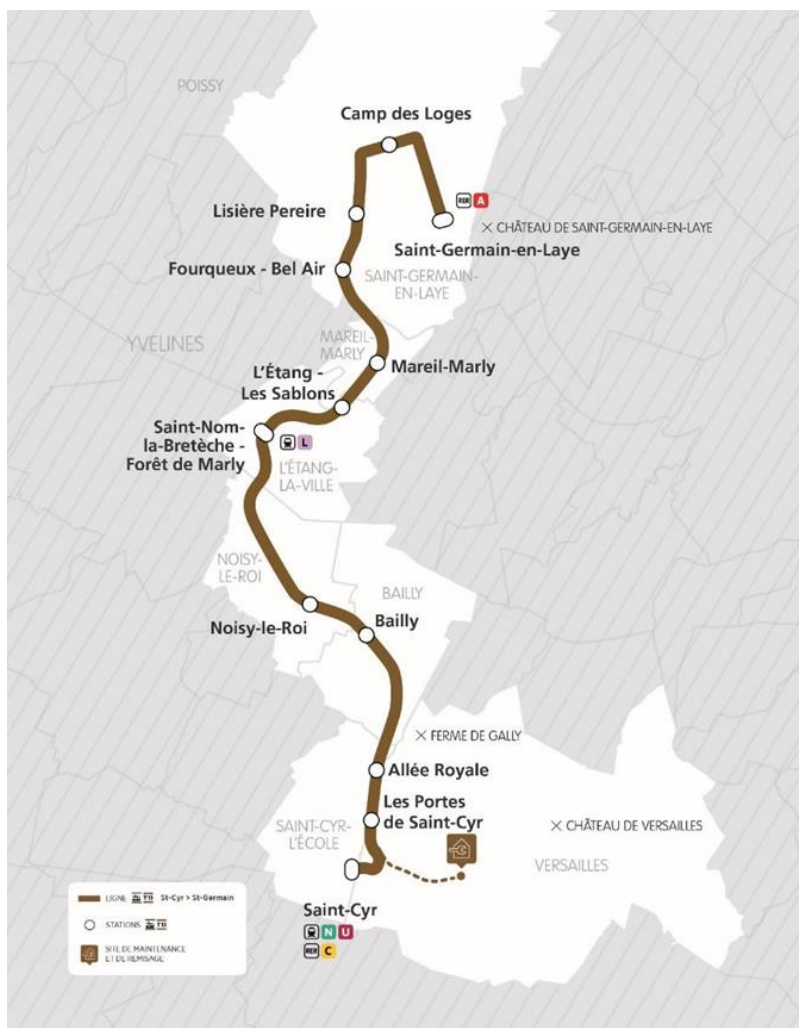 POISSY
Camp des Loges
Lisière Pereire
RER A
CHÂTEAU DE SAINT-GERMAIN-EN-LAYE
Saint-Germain-en-Laye
Fourqueux - Bel Air
SAINT-GERMAIN-
EN-LAYE
YVELINES
MAREIL-
MARLY
Mareil-Marly
L'Étang -
Les Sablons
Saint-Nom-
la-Bretèche -
Forêt de Marly
L
L'ÉTANG-
LA-VILLE
NOISY-
LE-ROI
BAILLY
Noisy-le-Roi
Bailly
FERME DE GALLY
Allée Royale
Les Portes
de Saint-Cyr
SAINT-CYR-
L'ÉCOLE
CHÂTEAU DE VERSAILLES
VERSAILLES
Saint-Cyr
N U
RER C
LIGNE T13 St-Cyr > St-Germain
STATIONS T13
SITE DE MAINTENANCE
ET DE REMISAGE